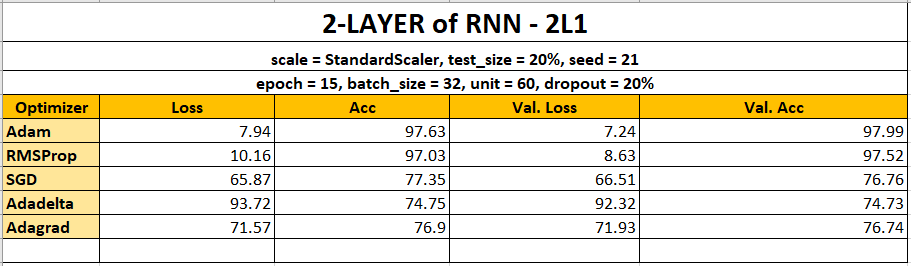 2-LAYER of RNN - 2L1
scale = StandardScaler, test_size = 20%, seed = 21
epoch = 15, batch_size = 32, unit = 60, dropout = 20%
Optimizer Loss Acc Val. Loss Val. Acc
Adam 7.94 97.63 7.24 97.99
RMSProp 10.16 97.03 8.63 97.52
SGD 65.87 77.35 66.51 76.76
Adadelta 93.72 74.75 92.32 74.73
Adagrad 71.57 76.9 71.93 76.74